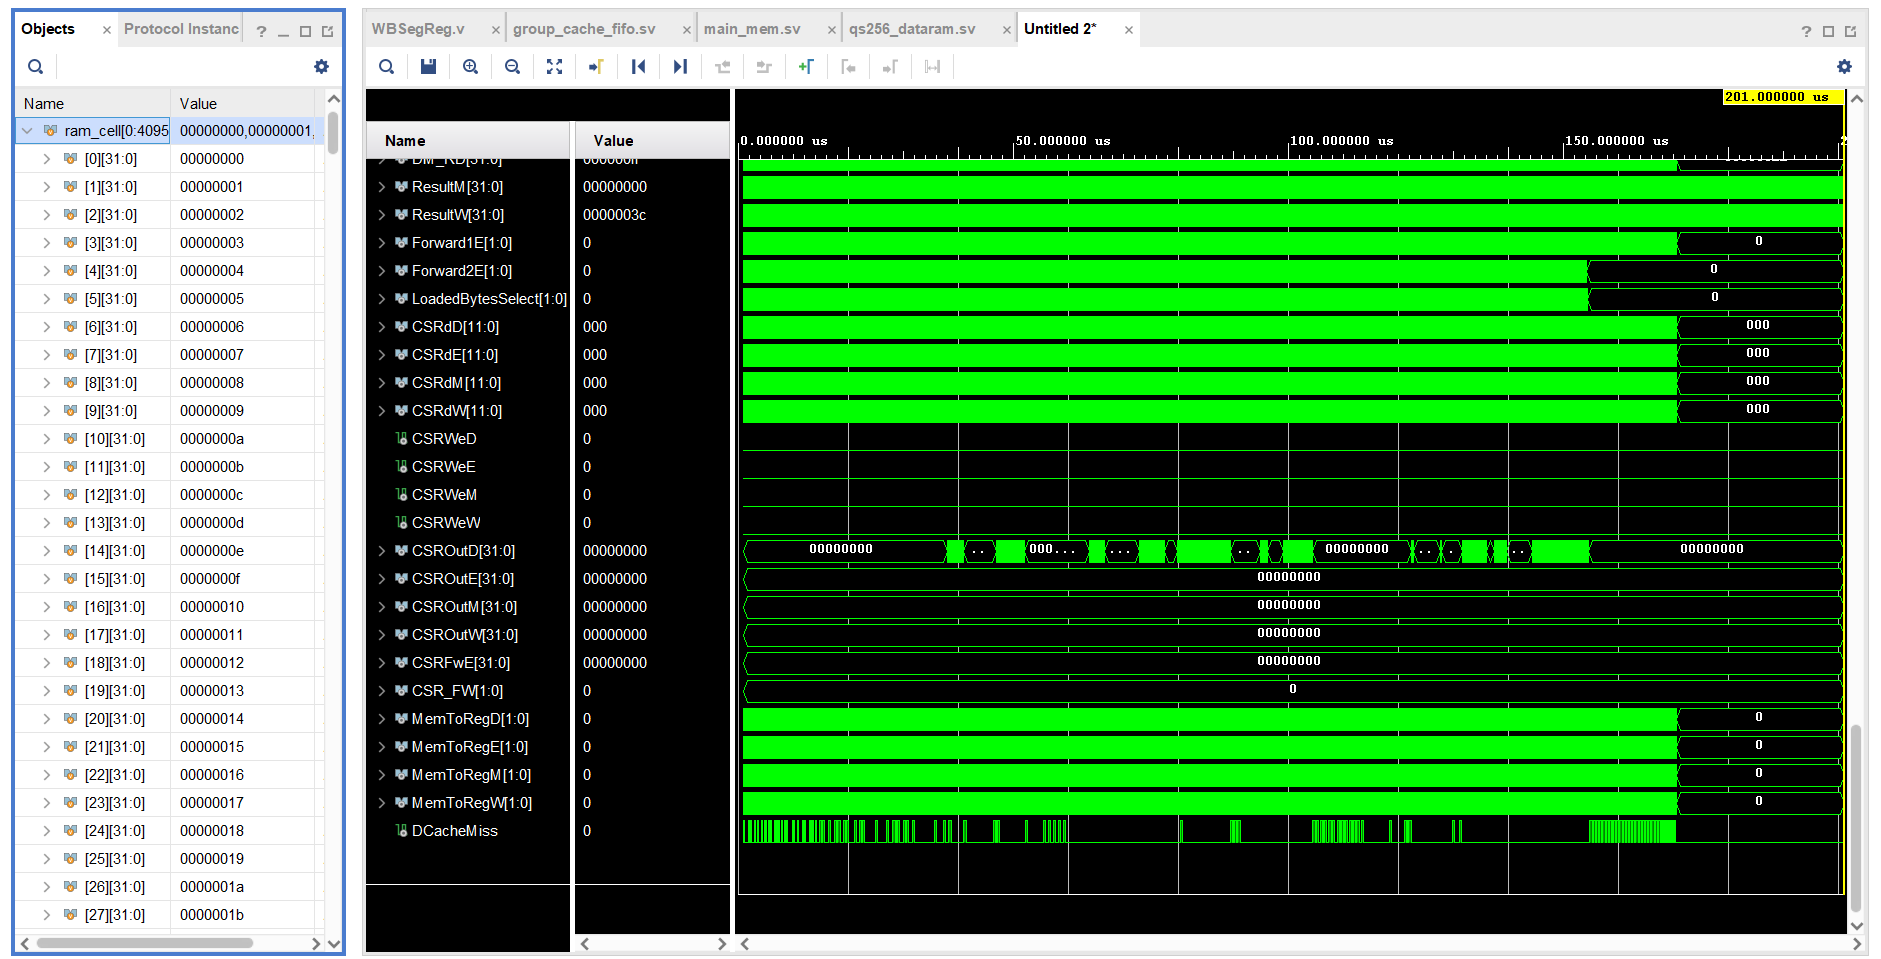 Objects × Protocol Instanc ?
Name Value
ram_cell[0:4095 00000000,00000001,
[0][31:0] 00000000
[1][31:0] 00000001
[2][31:0] 00000002
[3][31:0] 00000003
[4][31:0] 00000004
[5][31:0] 00000005
[6][31:0] 00000006
[7][31:0] 00000007
[8][31:0] 00000008
[9][31:0] 00000009
[10][31:0] 0000000a
[11][31:0] 0000000b
[12][31:0] 0000000c
[13][31:0] 0000000d
[14][31:0] 0000000e
[15][31:0] 0000000f
[16][31:0] 00000010
[17][31:0] 00000011
[18][31:0] 00000012
[19][31:0] 00000013
[20][31:0] 00000014
[21][31:0] 00000015
[22][31:0] 00000016
[23][31:0] 00000017
[24][31:0] 00000018
[25][31:0] 00000019
[26][31:0] 0000001a
[27][31:0] 0000001b
WBSegReg.v × group_cache_fifo.sv × main_mem.sv × qs256_dataram.sv × Untitled 2* × ?
201.000000 us
Name Value
0.000000 us 50.000000 us 100.000000 us 150.000000 us 2
DM_RD[31:0]
ResultM[31:0] 00000000
ResultW[31:0] 0000003c
Forward1E[1:0] 0 0
Forward2E[1:0] 0 0
LoadedBytesSelect[1:0] 0 0
CSRdD[11:0] 000 000
CSRdE[11:0] 000 000
CSRdM[11:0] 000 000
CSRdW[11:0] 000 000
CSRWeD 0
CSRWeE 0
CSRWeM 0
CSRWeW 0
CSROutD[31:0] 00000000 00000000 .. 000... ... .. 00000000 .. . .. 00000000
CSROutE[31:0] 00000000 00000000
CSROutM[31:0] 00000000 00000000
CSROutW[31:0] 00000000 00000000
CSRFwE[31:0] 00000000 00000000
CSR_FW[1:0] 0 0
MemToRegD[1:0] 0 0
MemToRegE[1:0] 0 0
MemToRegM[1:0] 0 0
MemToRegW[1:0] 0 0
DCacheMiss 0